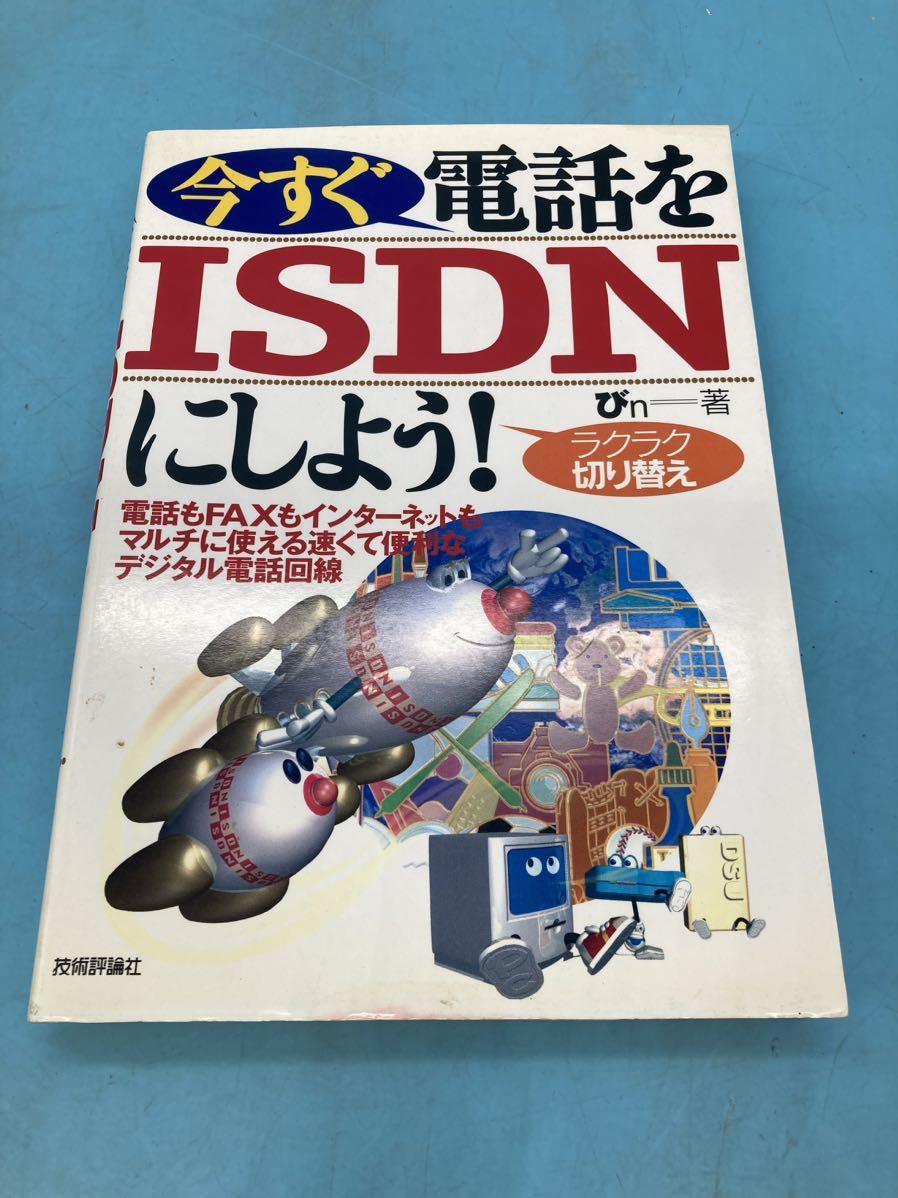 今すぐ電話を
ISDN
にしよう!
びn══著
ラクラク
切り替え
電話もFAXもインターネットも
マルチに使える速くて便利な
デジタル電話回線
DSU
技術評論社